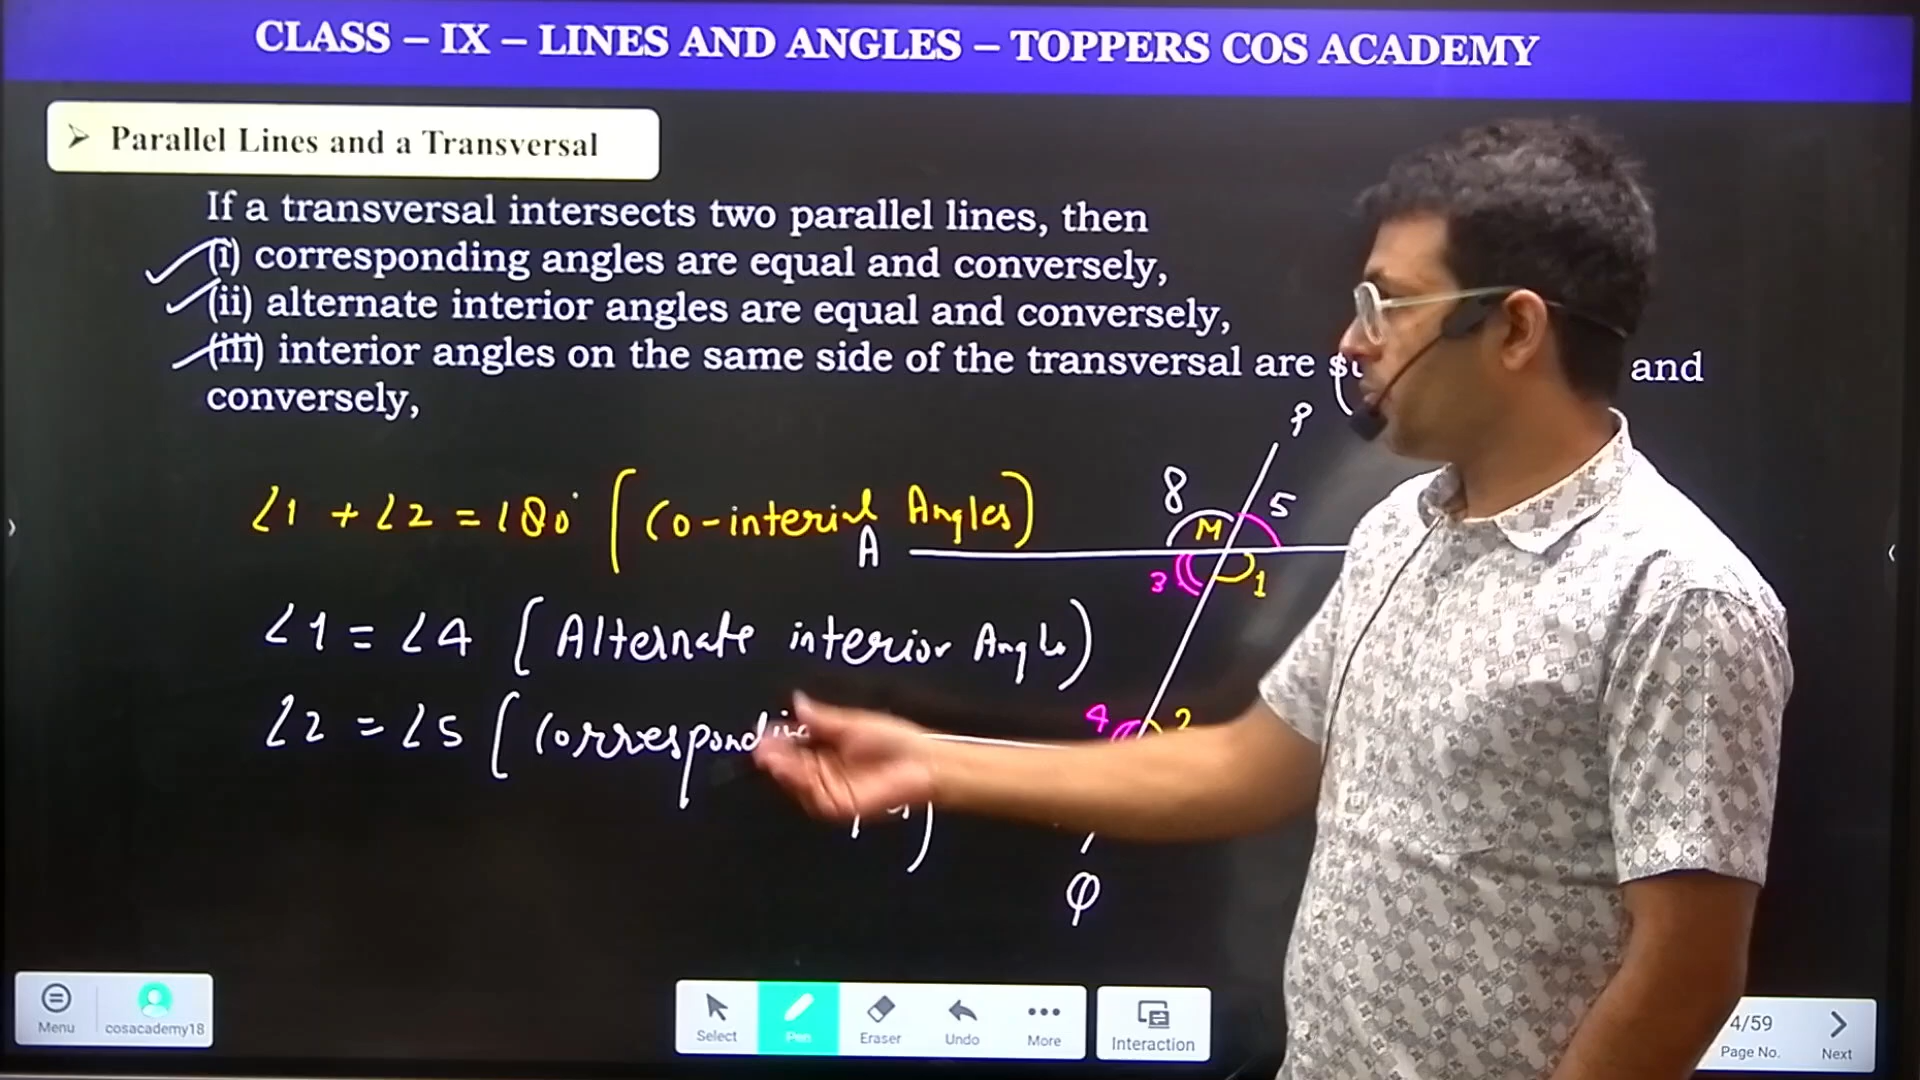 CLASS – IX – LINES AND ANGLES – TOPPERS COS ACADEMY
➢ Parallel Lines and a Transversal
If a transversal intersects two parallel lines, then
(i) corresponding angles are equal and conversely,
(ii) alternate interior angles are equal and conversely,
(iii) interior angles on the same side of the transversal are and
conversely,
∠1 + ∠2 = 180° (Co-interial Angles)
∠1 = ∠4 (Alternate interior Angle)
∠2 = ∠5 (Corresponding
P
8 5
M
A
3 1
4 2
Q
Menu cosacademy18
Select Pen Eraser Undo More
Interaction
4/59
Page No. Next